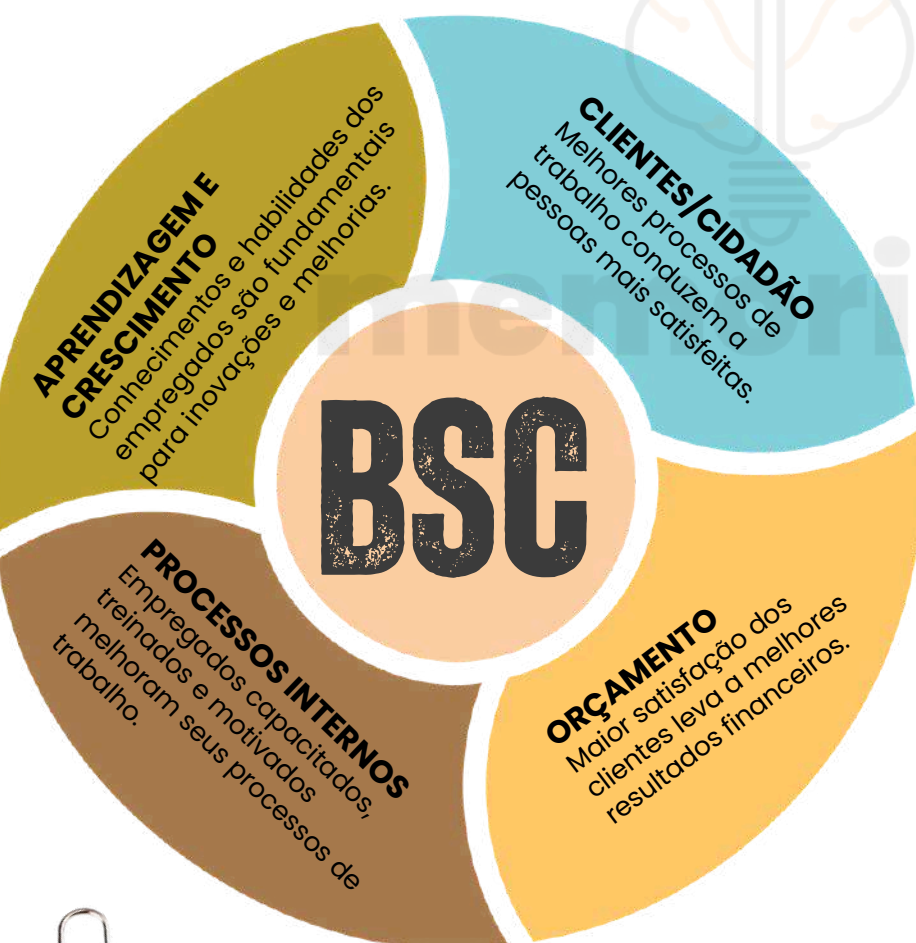 APRENDIZAGEM E
CRESCIMENTO
Conhecimentos e habilidades dos
empregados são fundamentais
para inovações e melhorias.
CLIENTES/CIDADÃO
Melhores processos de
trabalho conduzem a
pessoas mais satisfeitas.
memori
BSC
PROCESSOS INTERNOS
Empregados capacitados,
treinados e motivados
melhoram seus processos de
trabalho.
ORÇAMENTO
Maior satisfação dos
clientes leva a melhores
resultados financeiros.